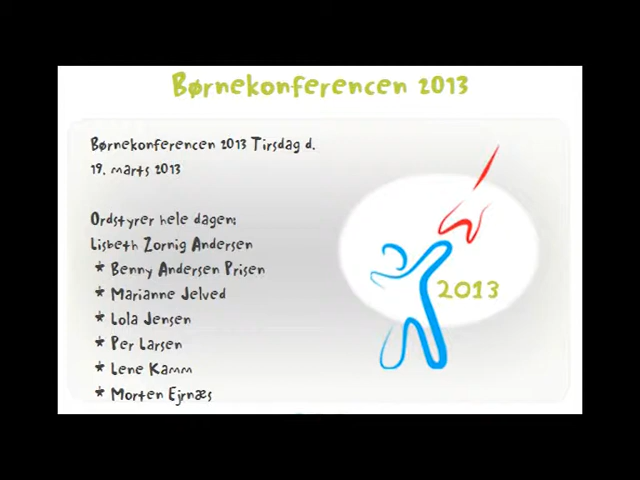 Børnekonferencen 2013
Børnekonferencen 2013 Tirsdag d.
19. marts 2013
Ordstyrer hele dagen:
Lisbeth Zornig Andersen
* Benny Andersen Prisen
* Marianne Jelved
* Lola Jensen
* Per Larsen
* Lene Kamm
* Morten Ejrnæs
2013